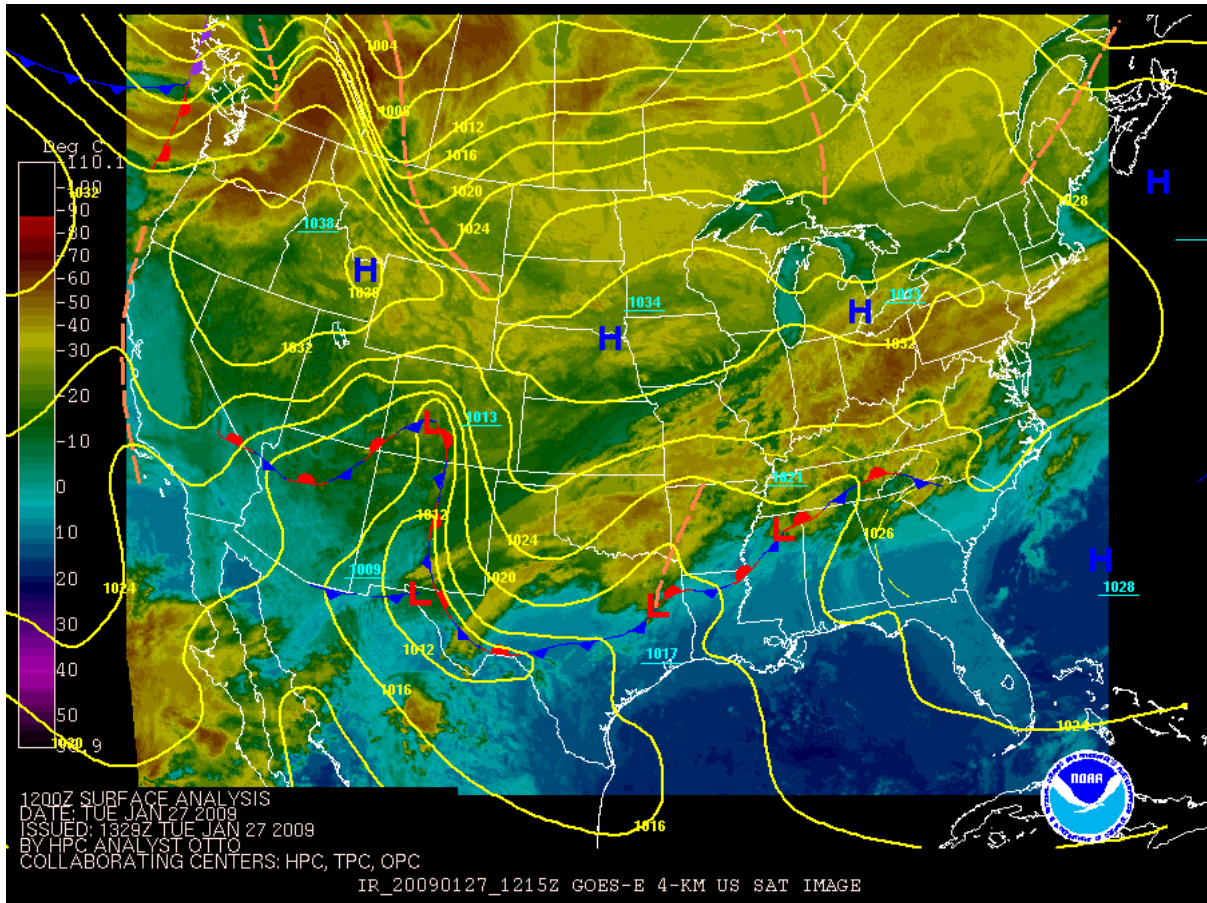 1004
1008
1012
1016
1020
1024
Deg C
-110.1
-100
-90
-80
-70
-60
-50
-40
-30
-20
-10
0
10
20
30
40
50
1032
1038
H
1036
1032
1034
H
H
1033
1032
1028
H
L
1013
1012
1024
1020
1009
L
1012
1016
1024
1020
1021
L
1026
L
1017
H
1028
1024
1016
NOAA
1200Z SURFACE ANALYSIS
DATE: TUE JAN 27 2009
ISSUED: 1329Z TUE JAN 27 2009
BY HPC ANALYST OTTO
COLLABORATING CENTERS: HPC, TPC, OPC
IR_20090127_1215Z GOES-E 4-KM US SAT IMAGE